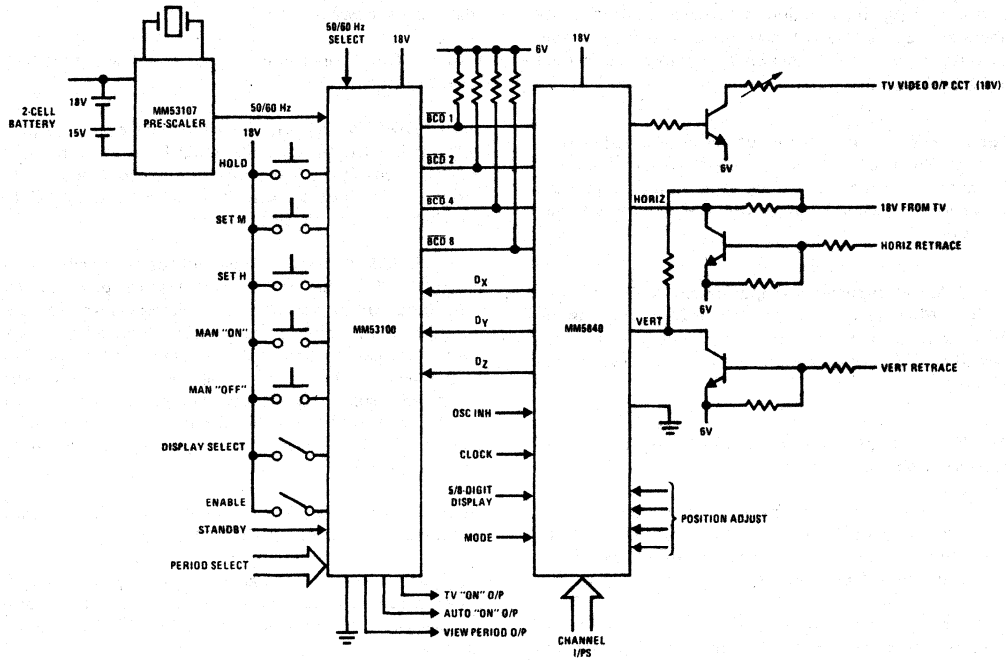 50/60 Hz
SELECT
18V
6V
18V
2-CELL
BATTERY
18V
15V
MM53107
PRE-SCALER
50/60 Hz
18V
HOLD
SET M
SET H
MAN "ON"
MAN "OFF"
DISPLAY SELECT
ENABLE
STANDBY
PERIOD SELECT
MM53100
BCD 1
BCD 2
BCD 4
BCD 8
DX
DY
DZ
OSC INH
CLOCK
5/8-DIGIT
DISPLAY
MODE
MM5840
TV VIDEO O/P CCT (18V)
6V
HORIZ
18V FROM TV
HORIZ RETRACE
6V
VERT
VERT RETRACE
6V
POSITION ADJUST
TV "ON" O/P
AUTO "ON" O/P
VIEW PERIOD O/P
CHANNEL
I/PS